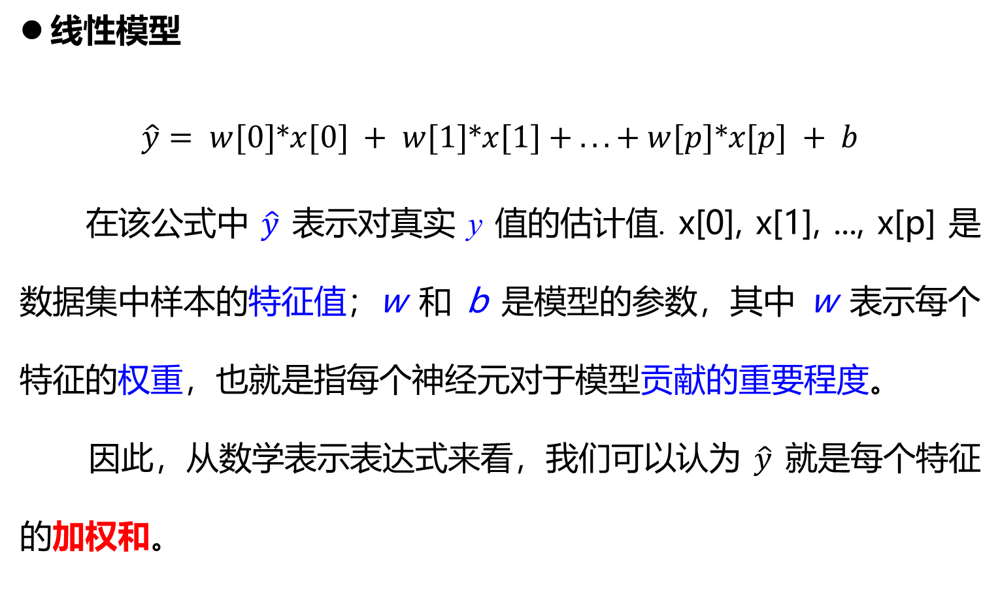 ● 线性模型
ŷ = w[0]*x[0] + w[1]*x[1] + … + w[p]*x[p] + b
在该公式中 ŷ 表示对真实 y 值的估计值. x[0], x[1], ..., x[p] 是
数据集中样本的特征值；w 和 b 是模型的参数，其中 w 表示每个
特征的权重，也就是指每个神经元对于模型贡献的重要程度。
因此，从数学表示表达式来看，我们可以认为 ŷ 就是每个特征
的加权和。